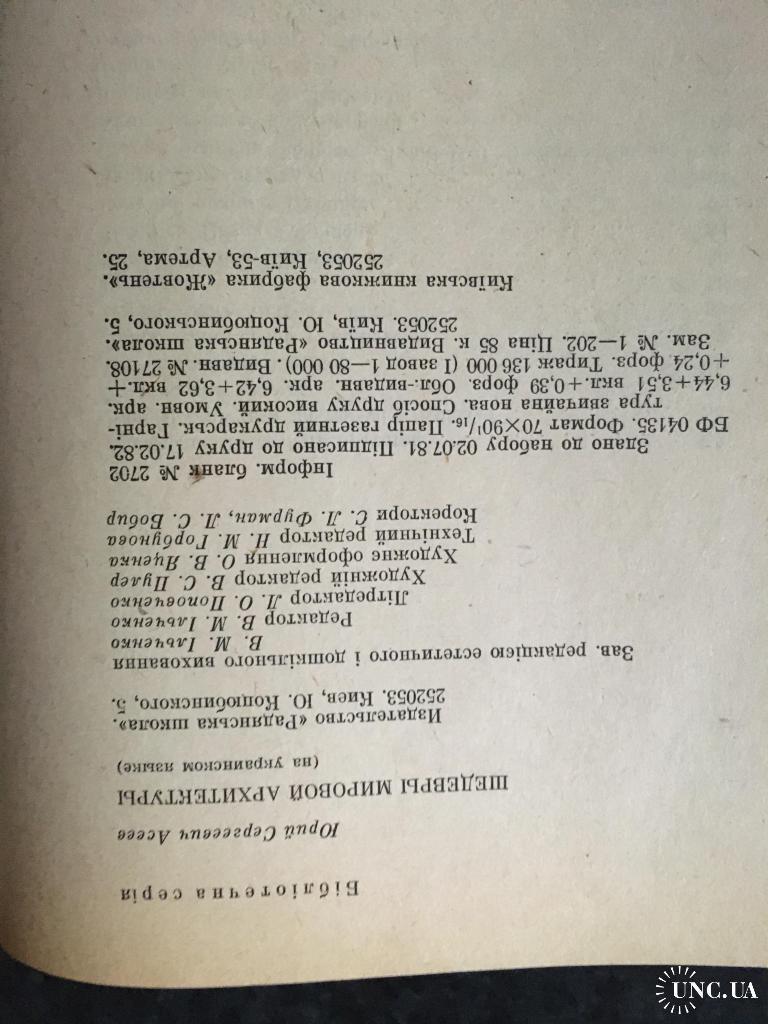 Бібліотечна серія
Юрий Сергеевич Асеев
ШЕДЕВРЫ МИРОВОЙ АРХИТЕКТУРЫ
(на украинском языке)
Издательство «Радянська школа».
252053. Киев, Ю. Коцюбинского, 5.
Зав. редакцією естетичного і дошкільного виховання
В. М. Ільченко
Редактор В. М. Ільченко
Літредактор Л. О. Поповченко
Художній редактор В. С. Пулєр
Художнє оформлення О. В. Яценка
Технічний редактор Н. М. Горбунова
Коректори С. Л. Фурман, Л. С. Бобир
Інформ. бланк № 2702
Здано до набору 02.02.81. Підписано до друку 17.02.82.
БФ 04135. Формат 70×90¹/₁₆. Папір газетний друкарськ. Гарні-
тура звичайна нова. Спосіб друку високий. Умовн. арк.
6,44+3,51 вкл.+0,39 форз. Обл.-видавн. арк. 6,42+3,62 вкл.+
+0,24 форз. Тираж 136 000 (І завод 1—80 000). Видавн. № 27108.
Зам. № 1—202. Ціна 85 к. Видавництво «Радянська школа».
252053. Київ, Ю. Коцюбинського, 5.
Київська книжкова фабрика «Жовтень».
252053, Київ-53, Артема, 25.
UNC.UA